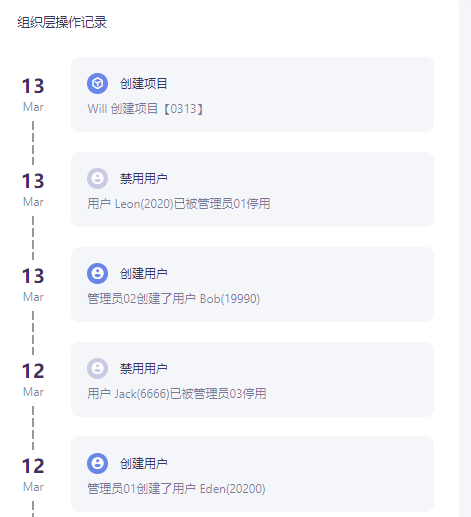 组织层操作记录
13
Mar
创建项目
Will 创建项目【0313】
13
Mar
禁用用户
用户 Leon(2020)已被管理员01停用
13
Mar
创建用户
管理员02创建了用户 Bob(19990)
12
Mar
禁用用户
用户 Jack(6666)已被管理员03停用
12
Mar
创建用户
管理员01创建了用户 Eden(20200)